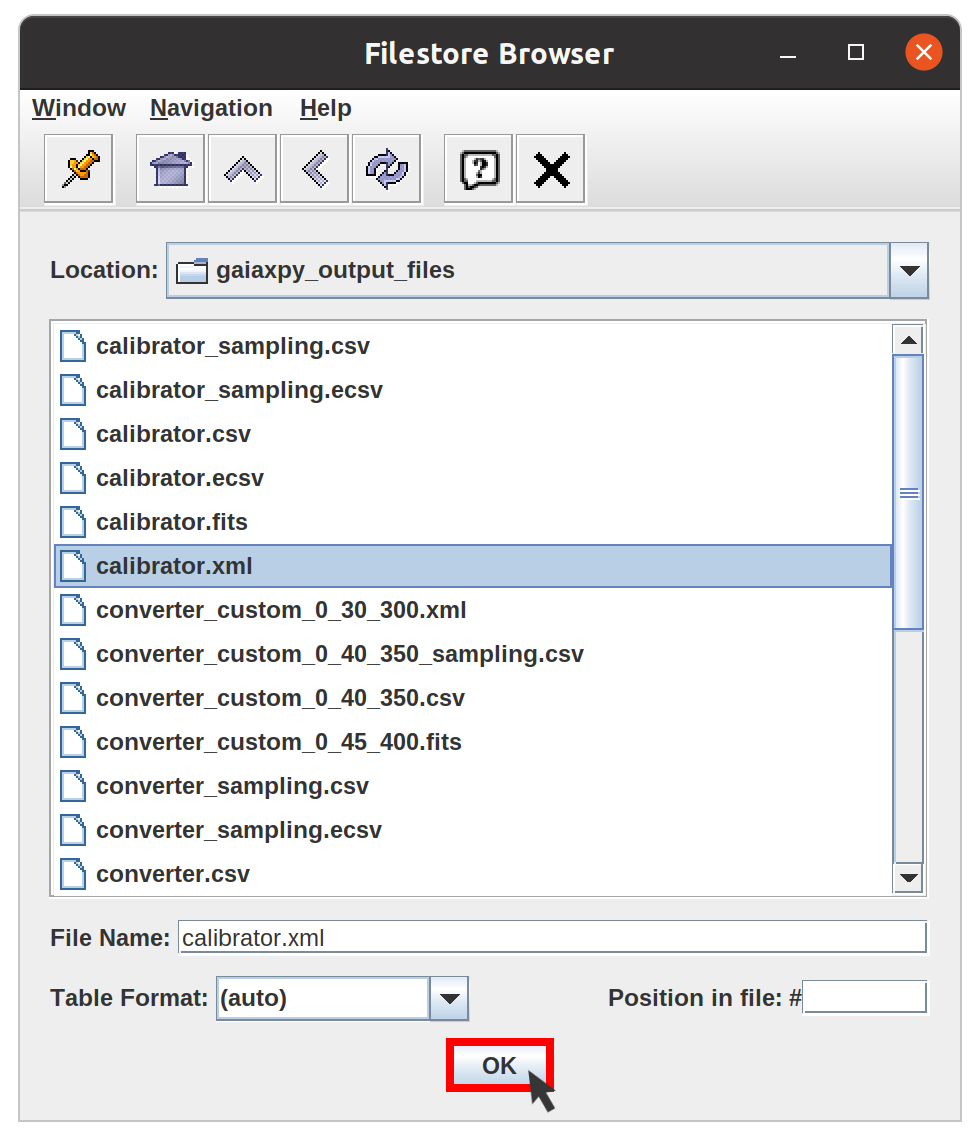 Filestore Browser
Window Navigation Help
?
Location: gaiaxpy_output_files
calibrator_sampling.csv
calibrator_sampling.ecsv
calibrator.csv
calibrator.ecsv
calibrator.fits
calibrator.xml
converter_custom_0_30_300.xml
converter_custom_0_40_350_sampling.csv
converter_custom_0_40_350.csv
converter_custom_0_45_400.fits
converter_sampling.csv
converter_sampling.ecsv
converter.csv
File Name: calibrator.xml
Table Format: (auto) Position in file: #
OK